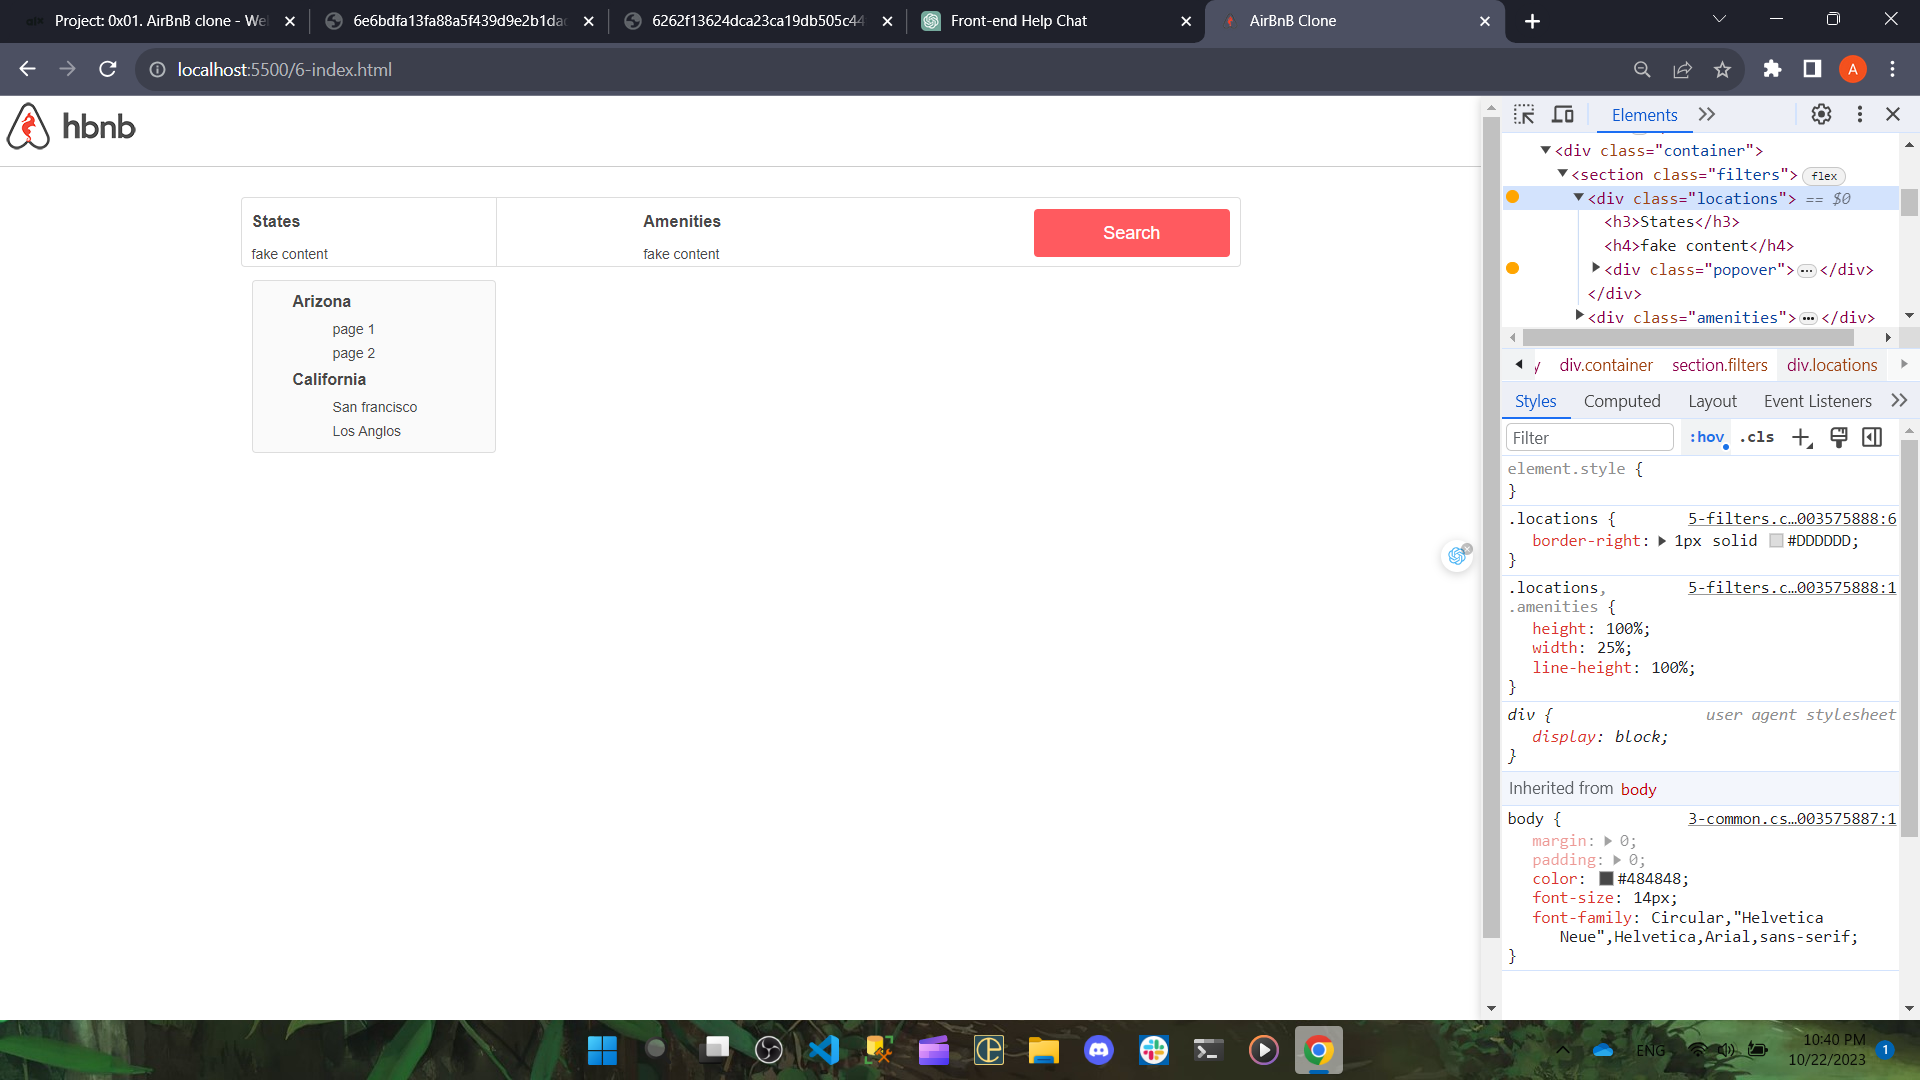 Project: 0x01. AirBnB clone - We
6e6bdfa13fa88a5f439d9e2b1dac
6262f13624dca23ca19db505c44
Front-end Help Chat
AirBnB Clone
localhost:5500/6-index.html
A
hbnb
States
Amenities
Search
fake content
fake content
Arizona
page 1
page 2
California
San francisco
Los Anglos
Elements
<div class="container">
<section class="filters"> flex
<div class="locations"> == $0
<h3>States</h3>
<h4>fake content</h4>
<div class="popover">…</div>
</div>
<div class="amenities">…</div>
y div.container section.filters div.locations
Styles Computed Layout Event Listeners
Filter
:hov .cls
element.style {
}
.locations { 5-filters.c…003575888:6
border-right: 1px solid #DDDDDD;
}
.locations, 5-filters.c…003575888:1
.amenities {
height: 100%;
width: 25%;
line-height: 100%;
}
div { user agent stylesheet
display: block;
}
Inherited from body
body { 3-common.cs…003575887:1
margin: 0;
padding: 0;
color: #484848;
font-size: 14px;
font-family: Circular,"Helvetica
Neue",Helvetica,Arial,sans-serif;
}
ENG
10:40 PM
10/22/2023
1